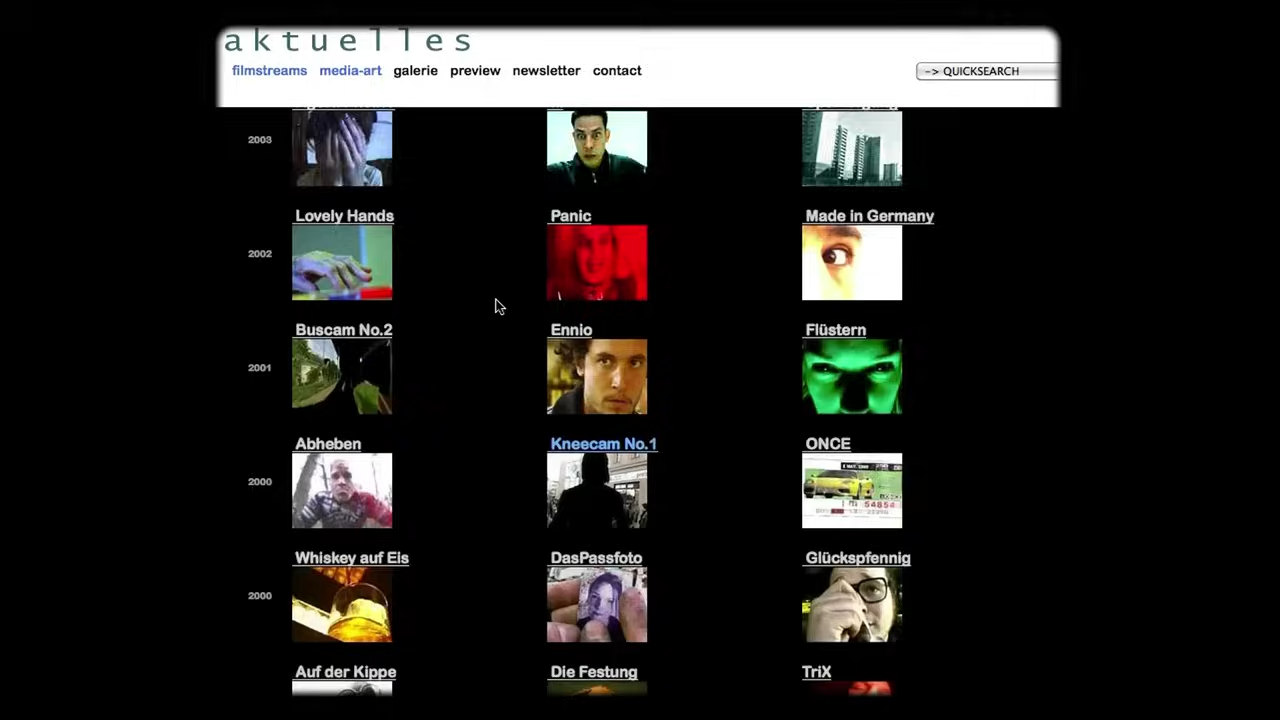 aktuelles
filmstreams media-art galerie preview newsletter contact
-> QUICKSEARCH
2003
Lovely Hands Panic Made in Germany
2002
Buscam No.2 Ennio Flüstern
2001
Abheben Kneecam No.1 ONCE
2000
54854
Whiskey auf Eis DasPassfoto Glückspfennig
2000
Auf der Kippe Die Festung TriX